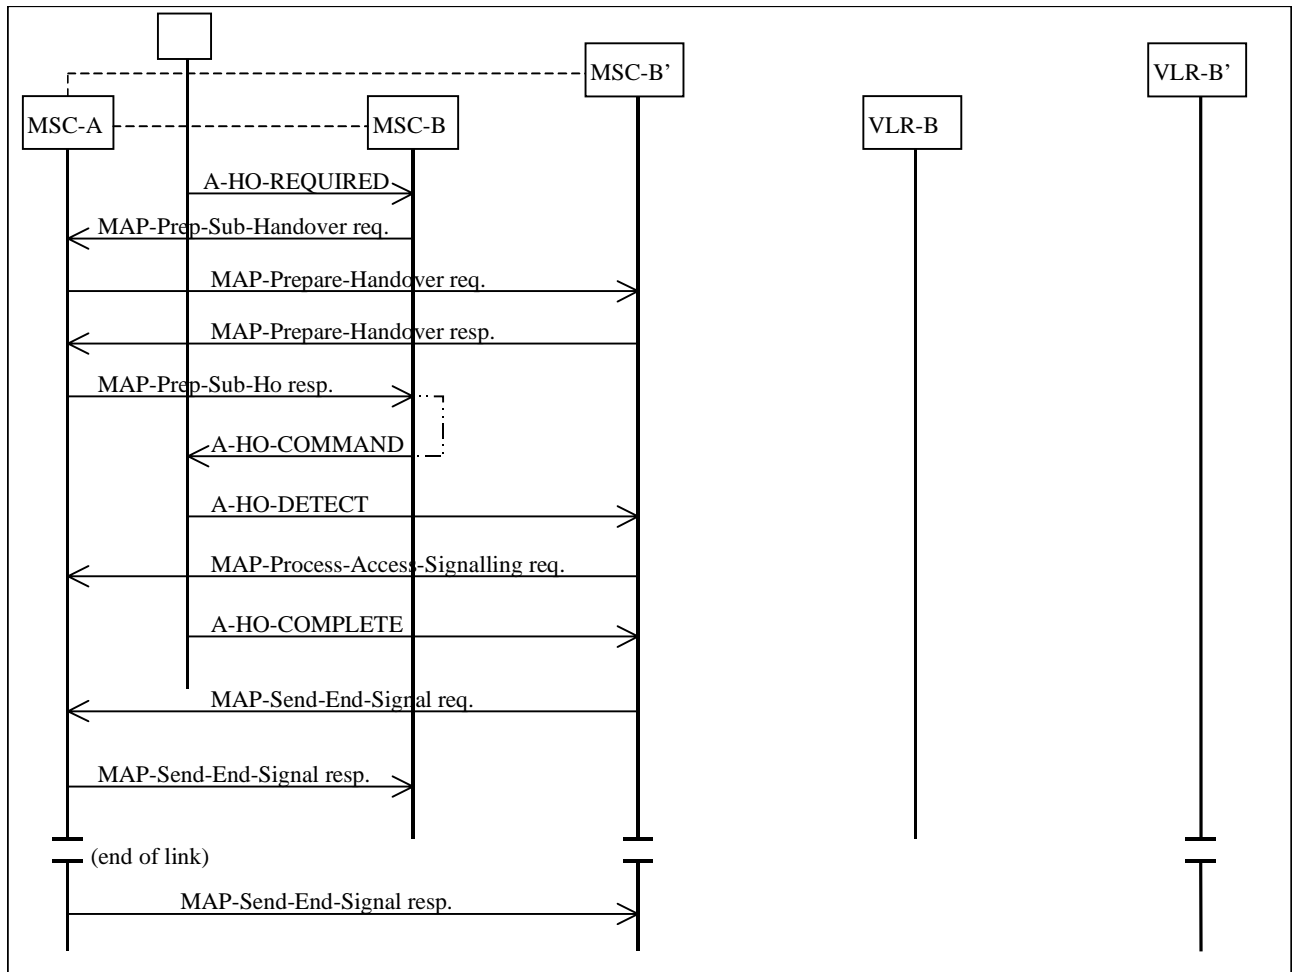 MSC-B’
VLR-B’
MSC-A
MSC-B
VLR-B
A-HO-REQUIRED
MAP-Prep-Sub-Handover req.
MAP-Prepare-Handover req.
MAP-Prepare-Handover resp.
MAP-Prep-Sub-Ho resp.
A-HO-COMMAND
A-HO-DETECT
MAP-Process-Access-Signalling req.
A-HO-COMPLETE
MAP-Send-End-Signal req.
MAP-Send-End-Signal resp.
(end of link)
MAP-Send-End-Signal resp.